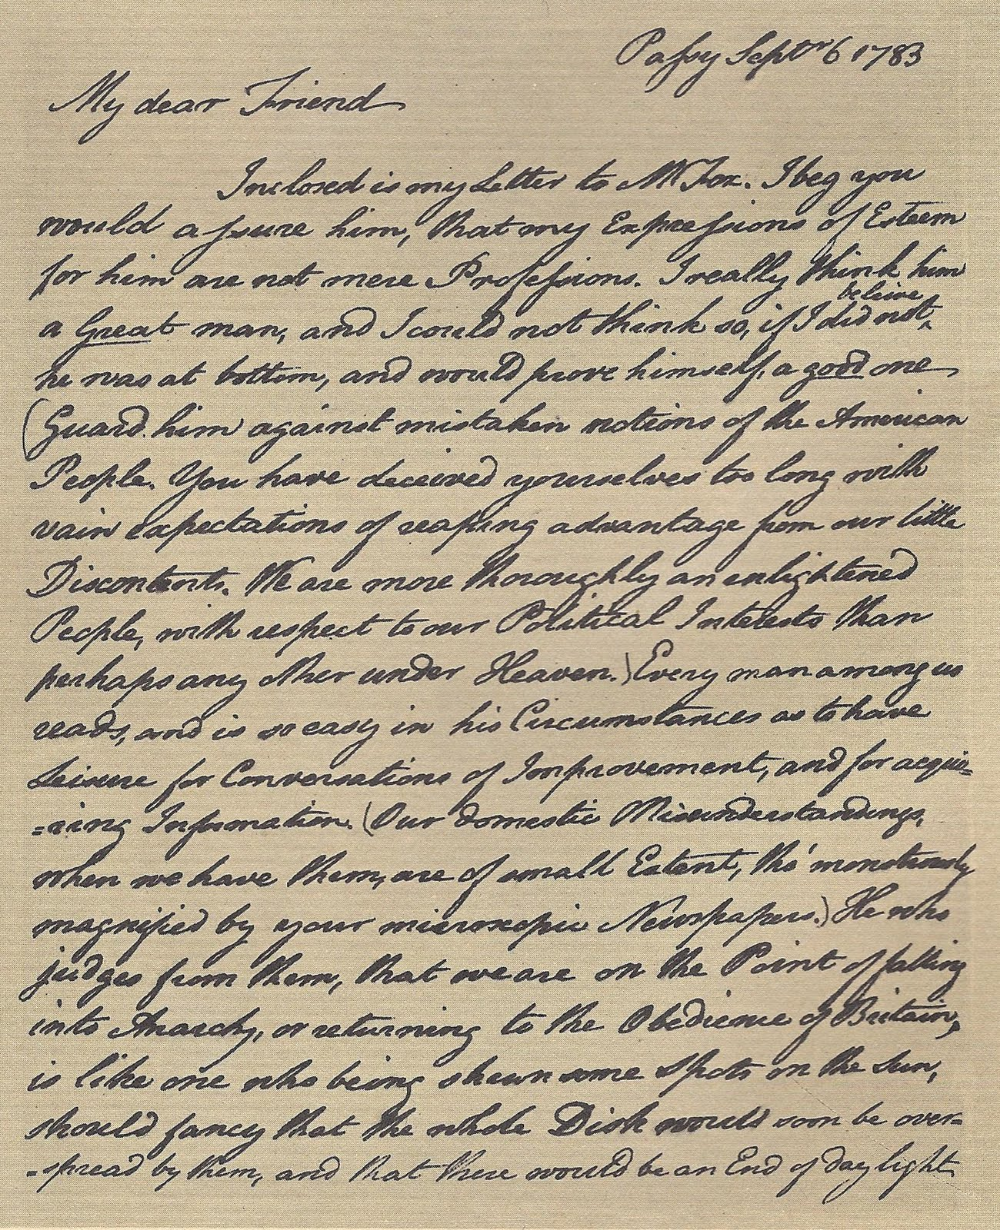 Passy Septr 6 1783
My dear Friend
Inclosed is my Letter to Mr Fox. I beg you
would assure him, that my Expressions of Esteem
for him are not mere Professions. I really think him
a Great man, and I could not think so, if I did not believe
he was at bottom, and would prove himself, a good one
(Guard him against mistaken notions of the American
People. You have deceived yourselves too long with
vain expectations of reaping advantage from our little
Discontents. We are more thoroughly an enlightened
People, with respect to our Political Interests than
perhaps any other under Heaven.) Every man among us
reads, and is so easy in his Circumstances as to have
Leisure for Conversations of Improvement, and for acqui=
=ring Information. (Our domestic Misunderstandings,
when we have them, are of small Extent, tho' monstrously
magnified by your microscopic Newspapers.) He who
judges from them, that we are on the Point of falling
into Anarchy, or returning to the Obedience of Britain,
is like one who being shewn some Spots on the Sun,
should fancy that the whole Disk would soon be over-
-spread by them, and that there would be an End of day light